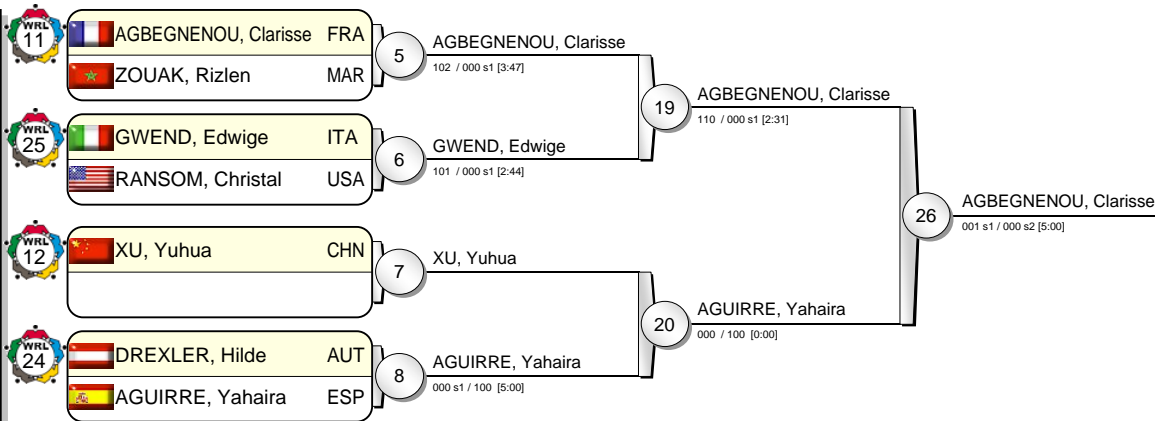 WRL
11
AGBEGNENOU, Clarisse FRA
ZOUAK, Rizlen MAR
5
AGBEGNENOU, Clarisse
102 / 000 s1 [3:47]
WRL
25
GWEND, Edwige ITA
RANSOM, Christal USA
6
GWEND, Edwige
101 / 000 s1 [2:44]
19
AGBEGNENOU, Clarisse
110 / 000 s1 [2:31]
WRL
12
XU, Yuhua CHN
7
XU, Yuhua
WRL
24
DREXLER, Hilde AUT
AGUIRRE, Yahaira ESP
8
AGUIRRE, Yahaira
000 s1 / 100 [5:00]
20
AGUIRRE, Yahaira
000 / 100 [0:00]
26
AGBEGNENOU, Clarisse
001 s1 / 000 s2 [5:00]